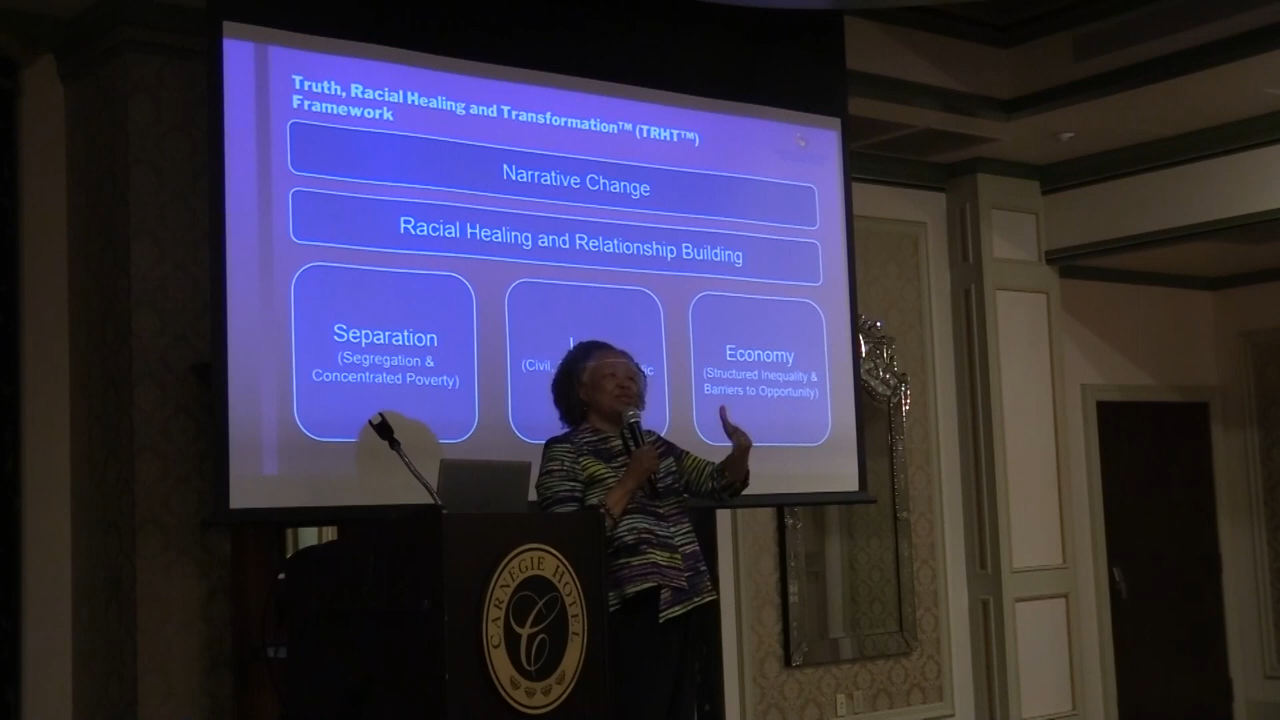 Truth, Racial Healing and Transformation™ (TRHT™)
Framework
Narrative Change
Racial Healing and Relationship Building
Separation
(Segregation &
Concentrated Poverty)
(Civil,
Economy
(Structured Inequality &
Barriers to Opportunity)
CARNEGIE HOTEL
C